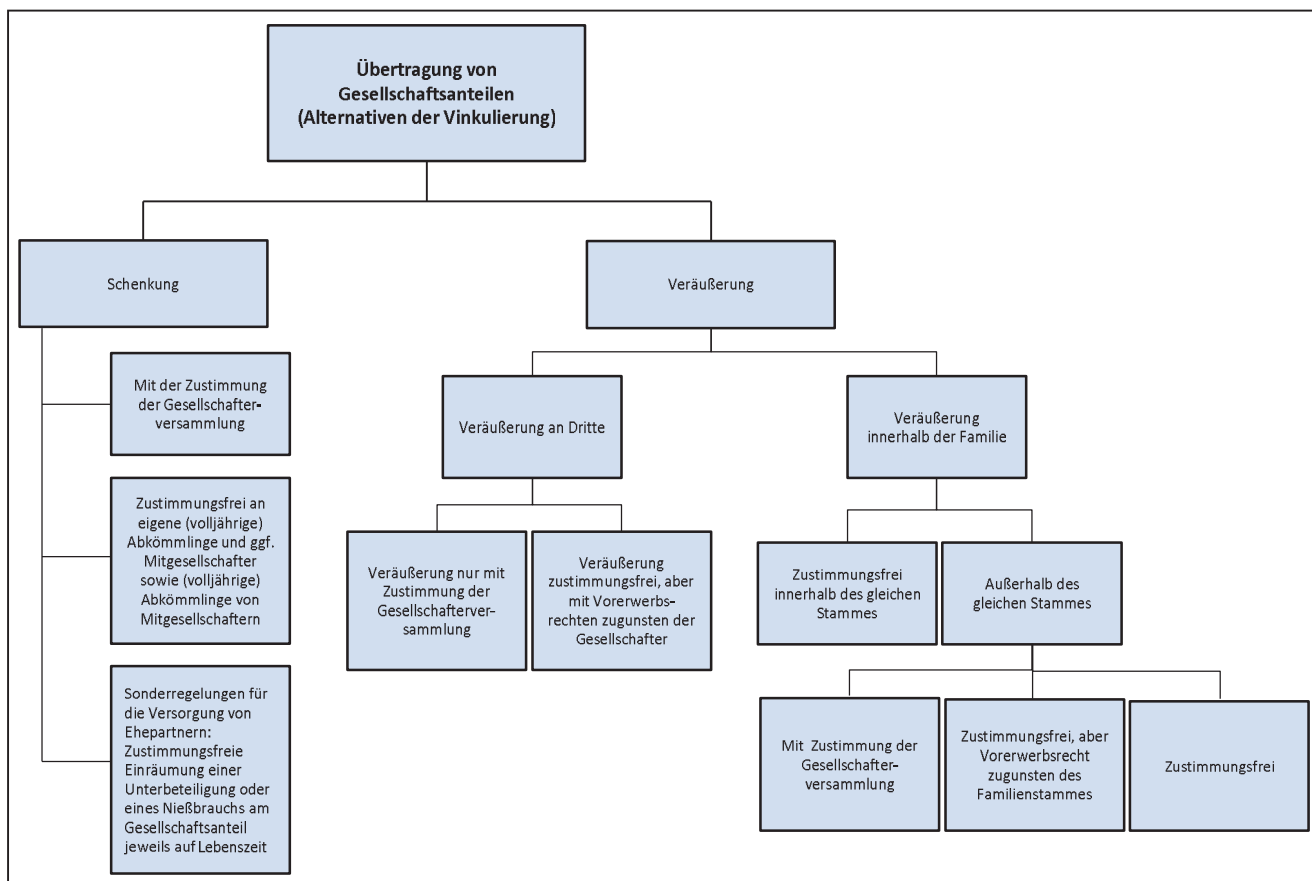 Übertragung von
Gesellschaftsanteilen
(Alternativen der Vinkulierung)
Schenkung
Veräußerung
Mit der Zustimmung
der Gesellschafter-
versammlung
Zustimmungsfrei an
eigene (volljährige)
Abkömmlinge und ggf.
Mitgesellschafter
sowie (volljährige)
Abkömmlinge von
Mitgesellschaftern
Sonderregelungen für
die Versorgung von
Ehepartnern:
Zustimmungsfreie
Einräumung einer
Unterbeteiligung oder
eines Nießbrauchs am
Gesellschaftsanteil
jeweils auf Lebenszeit
Veräußerung an Dritte
Veräußerung
innerhalb der Familie
Veräußerung nur mit
Zustimmung der
Gesellschafterver-
sammlung
Veräußerung
zustimmungsfrei, aber
mit Vorerwerbs-
rechten zugunsten der
Gesellschafter
Zustimmungsfrei
innerhalb des gleichen
Stammes
Außerhalb des
gleichen Stammes
Mit Zustimmung der
Gesellschafter-
versammlung
Zustimmungsfrei, aber
Vorerwerbsrecht
zugunsten des
Familienstammes
Zustimmungsfrei